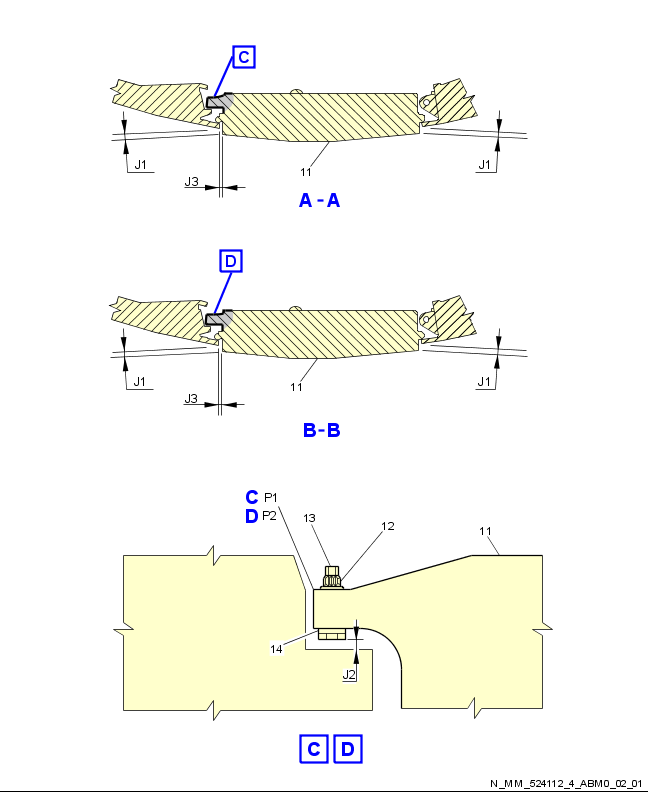 C
J1
J3
11
J1
A-A
D
J1
J3
11
J1
B-B
C P1
D P2
13
12
11
14
J2
C D
N_MM_524112_4_ABM0_02_01